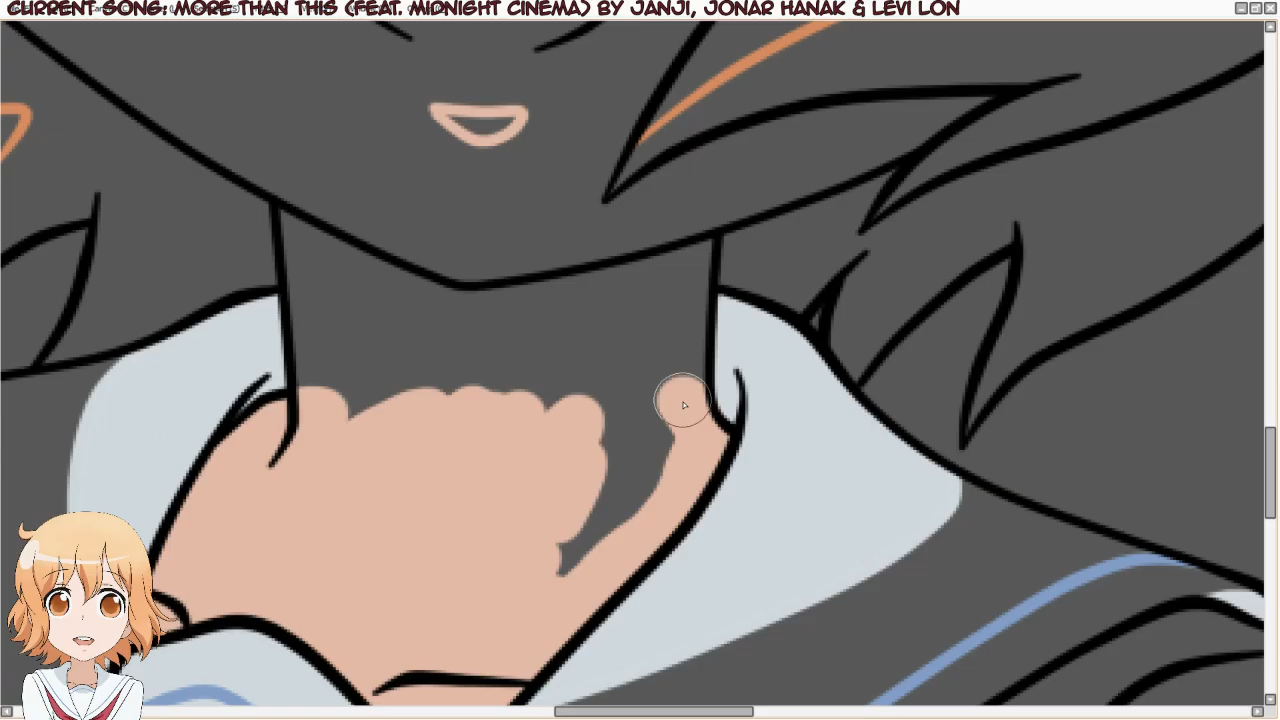 CURRENT SONG: MORE THAN THIS (FEAT. MIDNIGHT CINEMA) BY JANJI, JONAR HANAK & LEVI LON